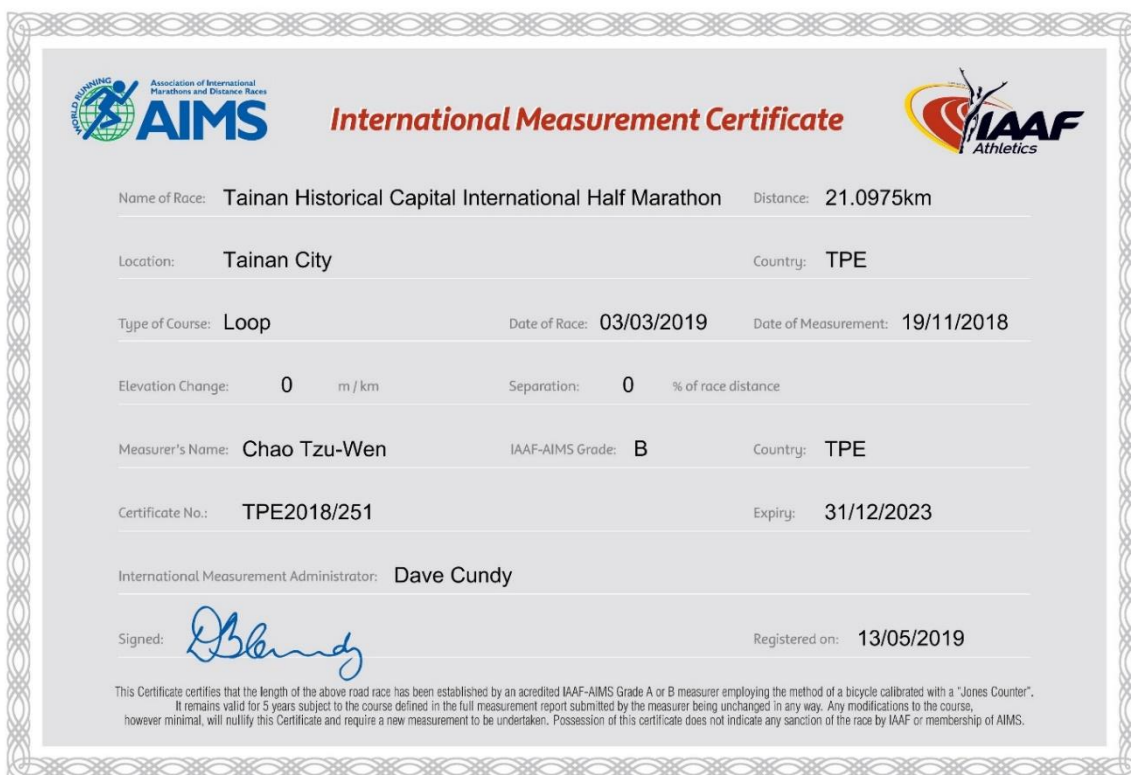 WORLD RUNNING
Association of International
Marathons and Distance Races
AIMS
International Measurement Certificate
IAAF
Athletics
Name of Race: Tainan Historical Capital International Half Marathon Distance: 21.0975km
Location: Tainan City Country: TPE
Type of Course: Loop Date of Race: 03/03/2019 Date of Measurement: 19/11/2018
Elevation Change: 0 m / km Separation: 0 % of race distance
Measurer's Name: Chao Tzu-Wen IAAF-AIMS Grade: B Country: TPE
Certificate No.: TPE2018/251 Expiry: 31/12/2023
International Measurement Administrator: Dave Cundy
Signed: DBCundy Registered on: 13/05/2019
This Certificate certifies that the length of the above road race has been established by an acredited IAAF-AIMS Grade A or B measurer employing the method of a bicycle calibrated with a "Jones Counter".
It remains valid for 5 years subject to the course defined in the full measurement report submitted by the measurer being unchanged in any way. Any modifications to the course,
however minimal, will nullify this Certificate and require a new measurement to be undertaken. Possession of this certificate does not indicate any sanction of the race by IAAF or membership of AIMS.